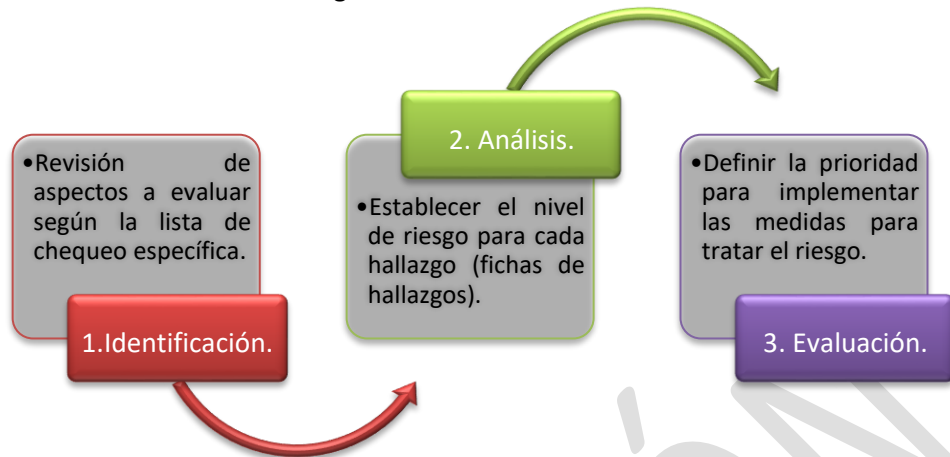 •Revisión de
aspectos a evaluar
según la lista de
chequeo específica.
1.Identificación.
2. Análisis.
•Establecer el nivel
de riesgo para cada
hallazgo (fichas de
hallazgos).
•Definir la prioridad
para implementar
las medidas para
tratar el riesgo.
3. Evaluación.